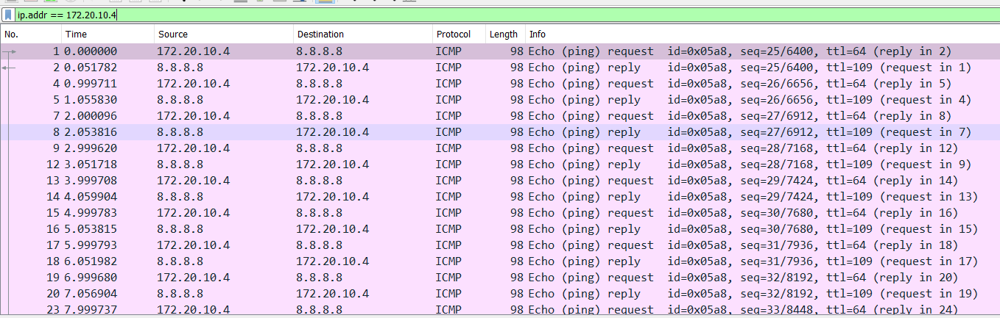 ip.addr == 172.20.10.4
No. Time Source Destination Protocol Length Info
1 0.000000 172.20.10.4 8.8.8.8 ICMP 98 Echo (ping) request id=0x05a8, seq=25/6400, ttl=64 (reply in 2)
2 0.051782 8.8.8.8 172.20.10.4 ICMP 98 Echo (ping) reply id=0x05a8, seq=25/6400, ttl=109 (request in 1)
4 0.999711 172.20.10.4 8.8.8.8 ICMP 98 Echo (ping) request id=0x05a8, seq=26/6656, ttl=64 (reply in 5)
5 1.055830 8.8.8.8 172.20.10.4 ICMP 98 Echo (ping) reply id=0x05a8, seq=26/6656, ttl=109 (request in 4)
7 2.000096 172.20.10.4 8.8.8.8 ICMP 98 Echo (ping) request id=0x05a8, seq=27/6912, ttl=64 (reply in 8)
8 2.053816 8.8.8.8 172.20.10.4 ICMP 98 Echo (ping) reply id=0x05a8, seq=27/6912, ttl=109 (request in 7)
9 2.999620 172.20.10.4 8.8.8.8 ICMP 98 Echo (ping) request id=0x05a8, seq=28/7168, ttl=64 (reply in 12)
12 3.051718 8.8.8.8 172.20.10.4 ICMP 98 Echo (ping) reply id=0x05a8, seq=28/7168, ttl=109 (request in 9)
13 3.999708 172.20.10.4 8.8.8.8 ICMP 98 Echo (ping) request id=0x05a8, seq=29/7424, ttl=64 (reply in 14)
14 4.059904 8.8.8.8 172.20.10.4 ICMP 98 Echo (ping) reply id=0x05a8, seq=29/7424, ttl=109 (request in 13)
15 4.999783 172.20.10.4 8.8.8.8 ICMP 98 Echo (ping) request id=0x05a8, seq=30/7680, ttl=64 (reply in 16)
16 5.053815 8.8.8.8 172.20.10.4 ICMP 98 Echo (ping) reply id=0x05a8, seq=30/7680, ttl=109 (request in 15)
17 5.999793 172.20.10.4 8.8.8.8 ICMP 98 Echo (ping) request id=0x05a8, seq=31/7936, ttl=64 (reply in 18)
18 6.051982 8.8.8.8 172.20.10.4 ICMP 98 Echo (ping) reply id=0x05a8, seq=31/7936, ttl=109 (request in 17)
19 6.999680 172.20.10.4 8.8.8.8 ICMP 98 Echo (ping) request id=0x05a8, seq=32/8192, ttl=64 (reply in 20)
20 7.056904 8.8.8.8 172.20.10.4 ICMP 98 Echo (ping) reply id=0x05a8, seq=32/8192, ttl=109 (request in 19)
23 7.999737 172.20.10.4 8.8.8.8 ICMP 98 Echo (ping) request id=0x05a8, seq=33/8448, ttl=64 (reply in 24)